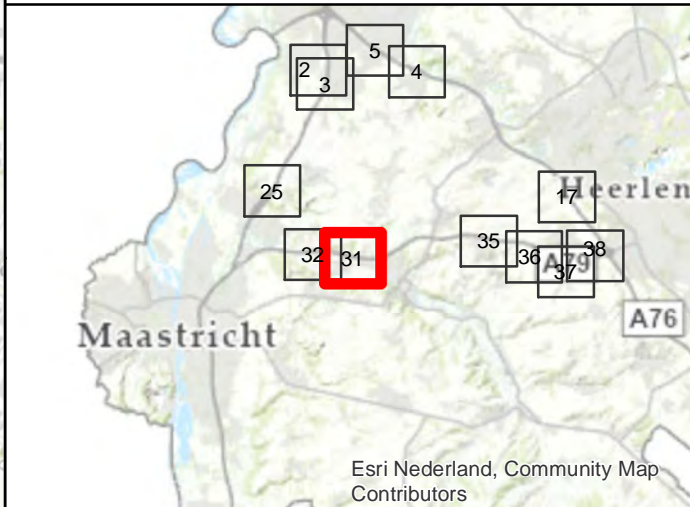 5
2
4
3
25
17
Heerlen
35
32
31
36
38
A79
37
A76
Maastricht
Esri Nederland, Community Map
Contributors